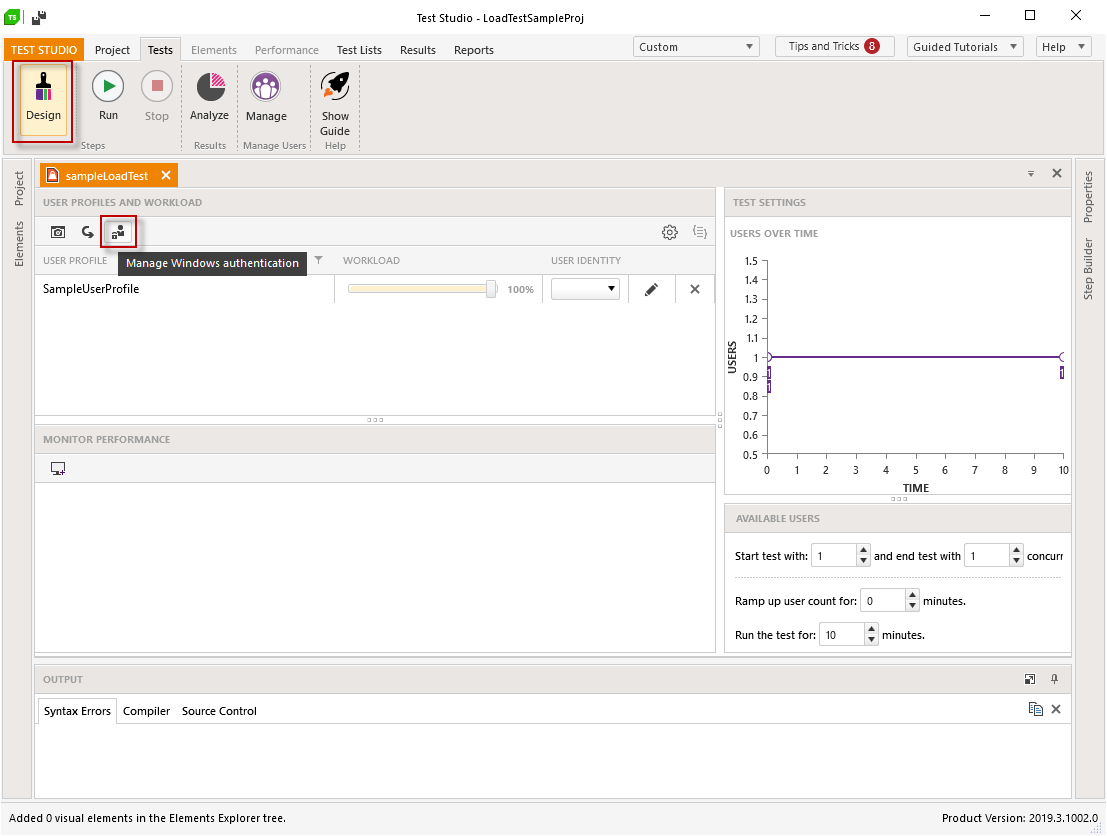 TS
Test Studio - LoadTestSampleProj
TEST STUDIO Project Tests Elements Performance Test Lists Results Reports Custom Tips and Tricks 8 Guided Tutorials Help
Design Run Stop Analyze Manage Show Guide
Steps Results Manage Users Help
Project
Elements
sampleLoadTest
USER PROFILES AND WORKLOAD
USER PROFILE WORKLOAD USER IDENTITY
Manage Windows authentication
SampleUserProfile 100%
MONITOR PERFORMANCE
TEST SETTINGS
USERS OVER TIME
1.5
1.4
1.3
1.2
1.1
1
0.9
0.8
0.7
0.6
0.5
USERS
1
1
1
0 1 2 3 4 5 6 7 8 9 10
TIME
AVAILABLE USERS
Start test with: 1 and end test with 1 concurr
Ramp up user count for: 0 minutes.
Run the test for: 10 minutes.
Properties
Step Builder
OUTPUT
Syntax Errors Compiler Source Control
Added 0 visual elements in the Elements Explorer tree.
Product Version: 2019.3.1002.0